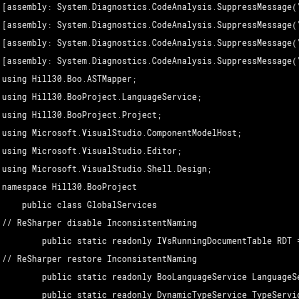 [assembly: System.Diagnostics.CodeAnalysis.SuppressMessage("
[assembly: System.Diagnostics.CodeAnalysis.SuppressMessage("
[assembly: System.Diagnostics.CodeAnalysis.SuppressMessage("
[assembly: System.Diagnostics.CodeAnalysis.SuppressMessage("
using Hill30.Boo.ASTMapper;
using Hill30.BooProject.LanguageService;
using Hill30.BooProject.Project;
using Microsoft.VisualStudio.ComponentModelHost;
using Microsoft.VisualStudio.Editor;
using Microsoft.VisualStudio.Shell.Design;
namespace Hill30.BooProject
public class GlobalServices
// ReSharper disable InconsistentNaming
public static readonly IVsRunningDocumentTable RDT =
// ReSharper restore InconsistentNaming
public static readonly BooLanguageService LanguageSe
public static readonly DynamicTypeService TypeServic